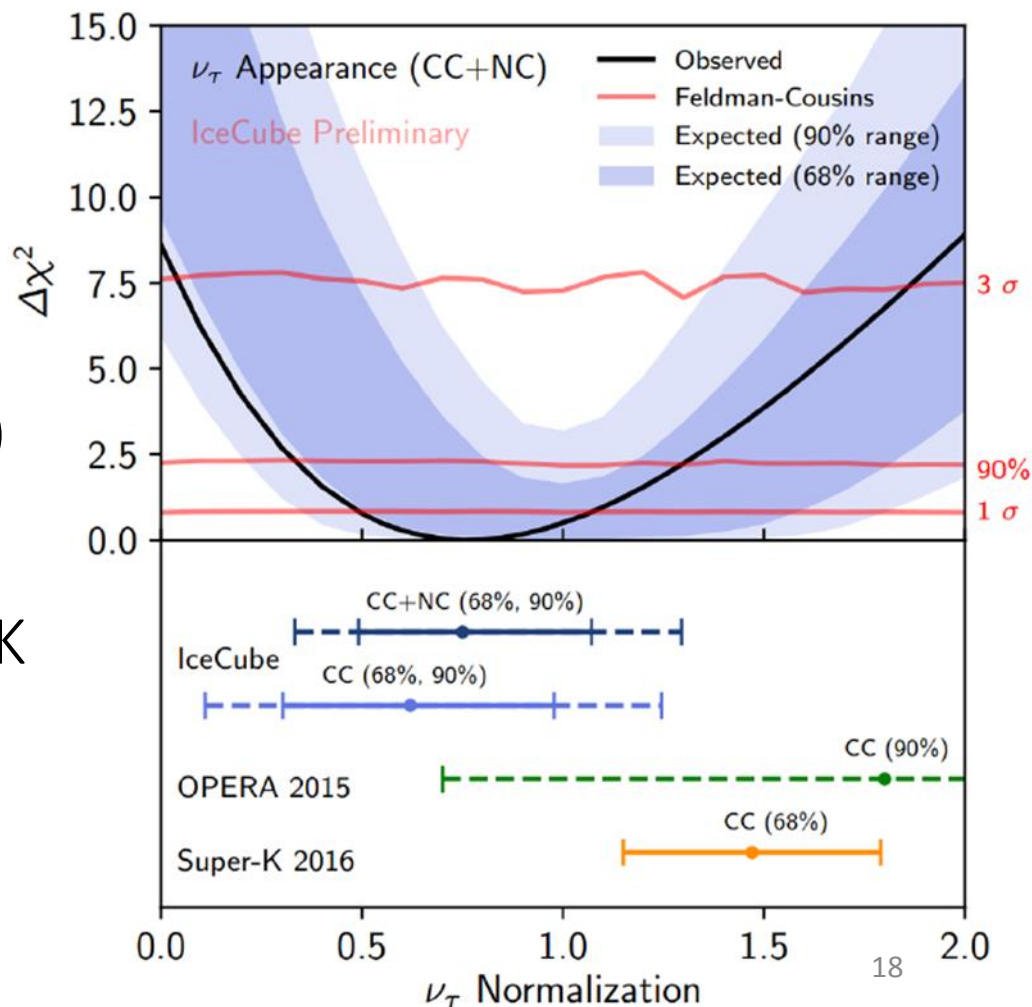 15.0
12.5
10.0
7.5
5.0
2.5
0.0
Δχ²
ν_τ Appearance (CC+NC)
IceCube Preliminary
Observed
Feldman-Cousins
Expected (90% range)
Expected (68% range)
3 σ
90%
1 σ
)
K
CC+NC (68%, 90%)
IceCube
CC (68%, 90%)
CC (90%)
OPERA 2015
CC (68%)
Super-K 2016
0.0 0.5 1.0 1.5 2.0
ν_τ Normalization
18